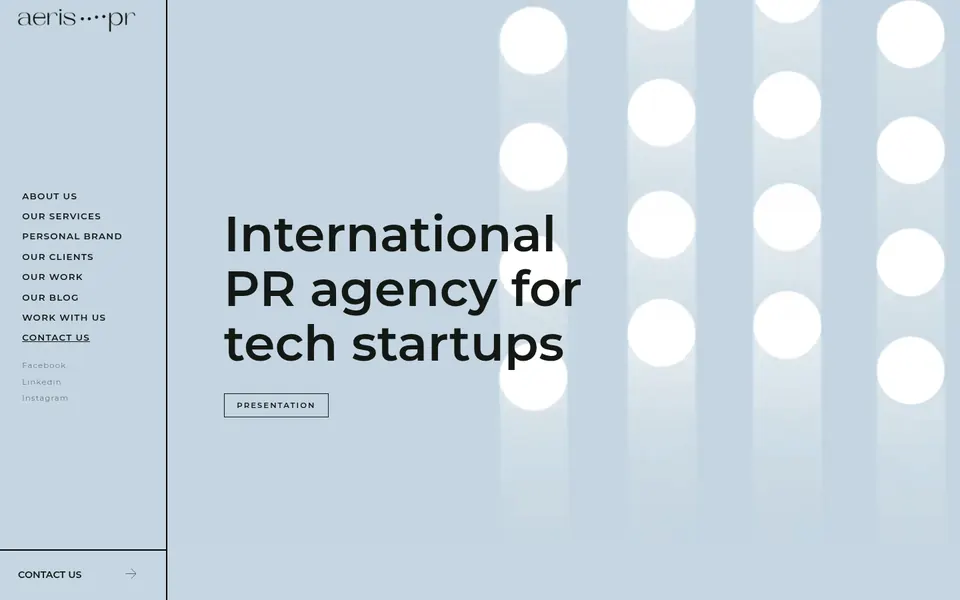 aeris····pr
ABOUT US
OUR SERVICES
PERSONAL BRAND
OUR CLIENTS
OUR WORK
OUR BLOG
WORK WITH US
CONTACT US
Facebook
Linkedin
Instagram
CONTACT US
International
PR agency for
tech startups
PRESENTATION